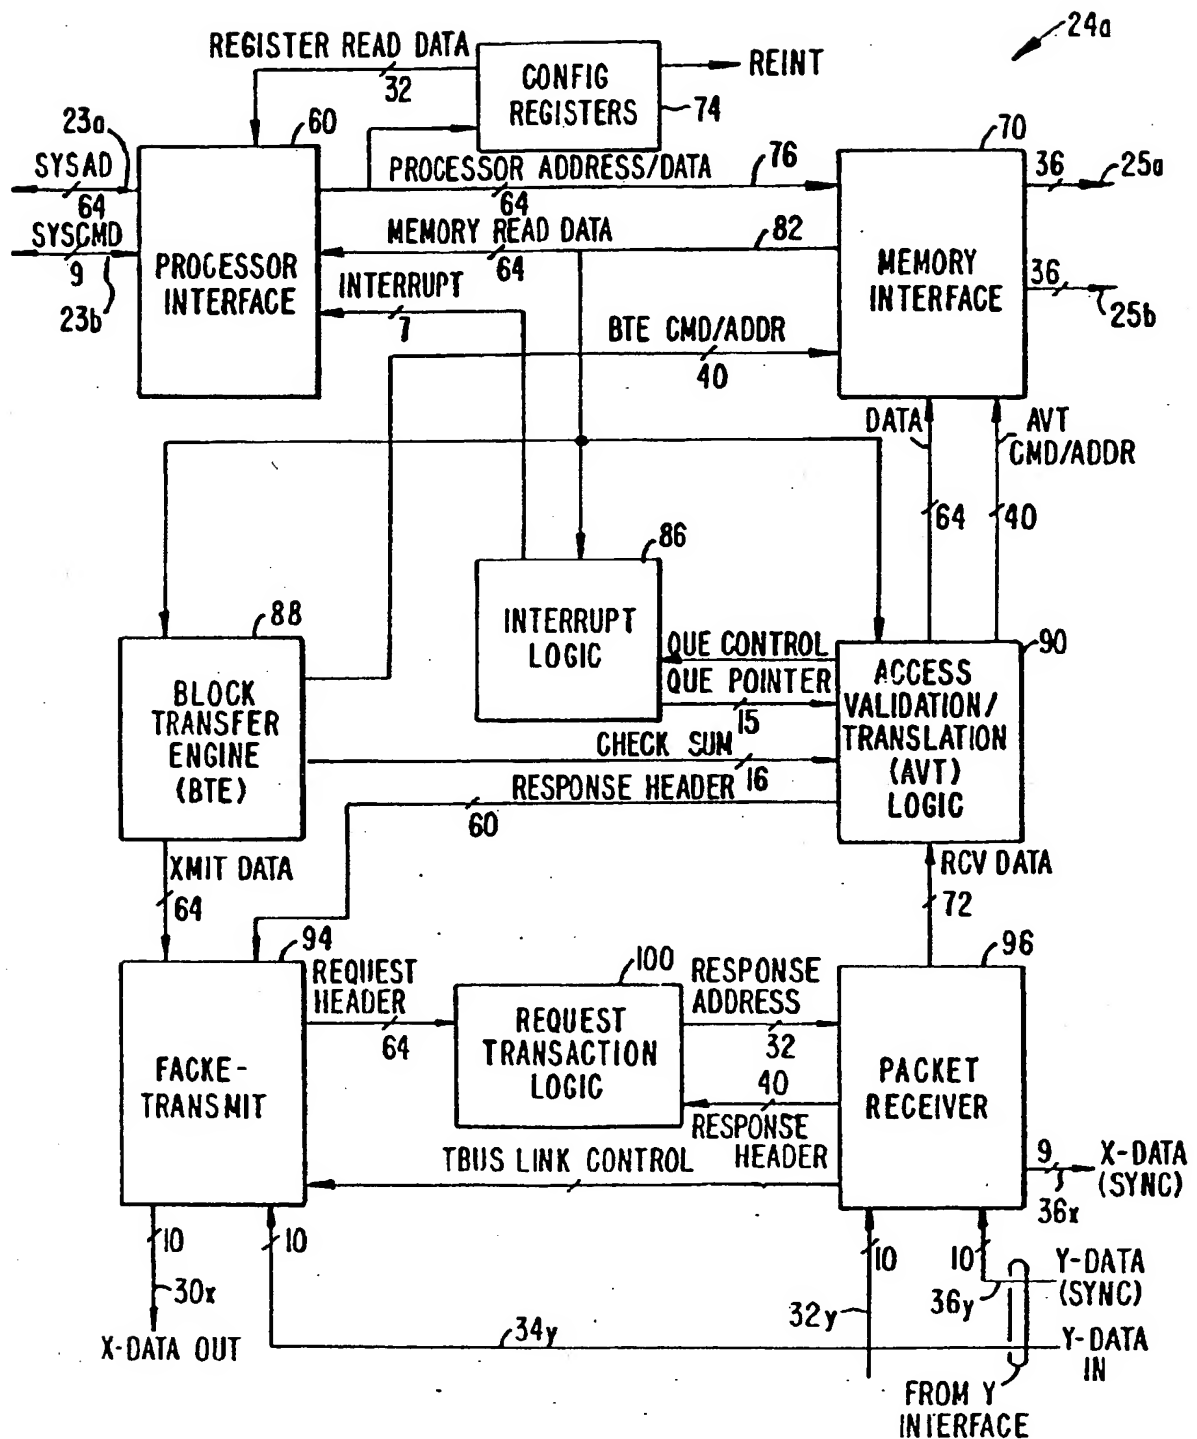 24a
REGISTER READ DATA
32
CONFIG
REGISTERS
REINT
74
23a
60
SYSAD
64
SYSCMD
9
23b
PROCESSOR
INTERFACE
PROCESSOR ADDRESS/DATA
64
76
MEMORY READ DATA
64
82
INTERRUPT
7
BTE CMD/ADDR
40
70
MEMORY
INTERFACE
36
25a
36
25b
DATA
AVT
CMD/ADDR
64
40
86
INTERRUPT
LOGIC
88
BLOCK
TRANSFER
ENGINE
(BTE)
QUE CONTROL
QUE POINTER
15
CHECK SUM
16
RESPONSE HEADER
60
90
ACCESS
VALIDATION/
TRANSLATION
(AVT)
LOGIC
XMIT DATA
64
RCV DATA
72
94
FACKE-
TRANSMIT
REQUEST
HEADER
64
100
REQUEST
TRANSACTION
LOGIC
RESPONSE
ADDRESS
32
40
RESPONSE
HEADER
TBUS LINK CONTROL
96
PACKET
RECEIVER
9
X-DATA
(SYNC)
36x
10
10
30x
X-DATA OUT
34y
10
10
32y
36y
Y-DATA
(SYNC)
Y-DATA
IN
FROM Y
INTERFACE